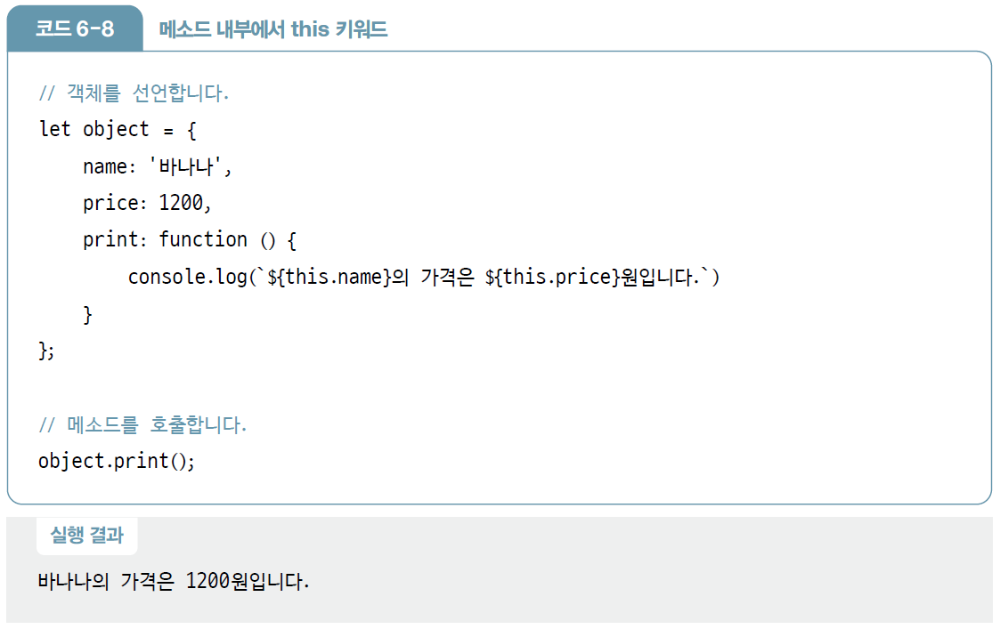 코드 6-8 메소드 내부에서 this 키워드
// 객체를 선언합니다.
let object = {
    name: '바나나',
    price: 1200,
    print: function () {
        console.log(`${this.name}의 가격은 ${this.price}원입니다.`)
    }
};
// 메소드를 호출합니다.
object.print();
실행 결과
바나나의 가격은 1200원입니다.